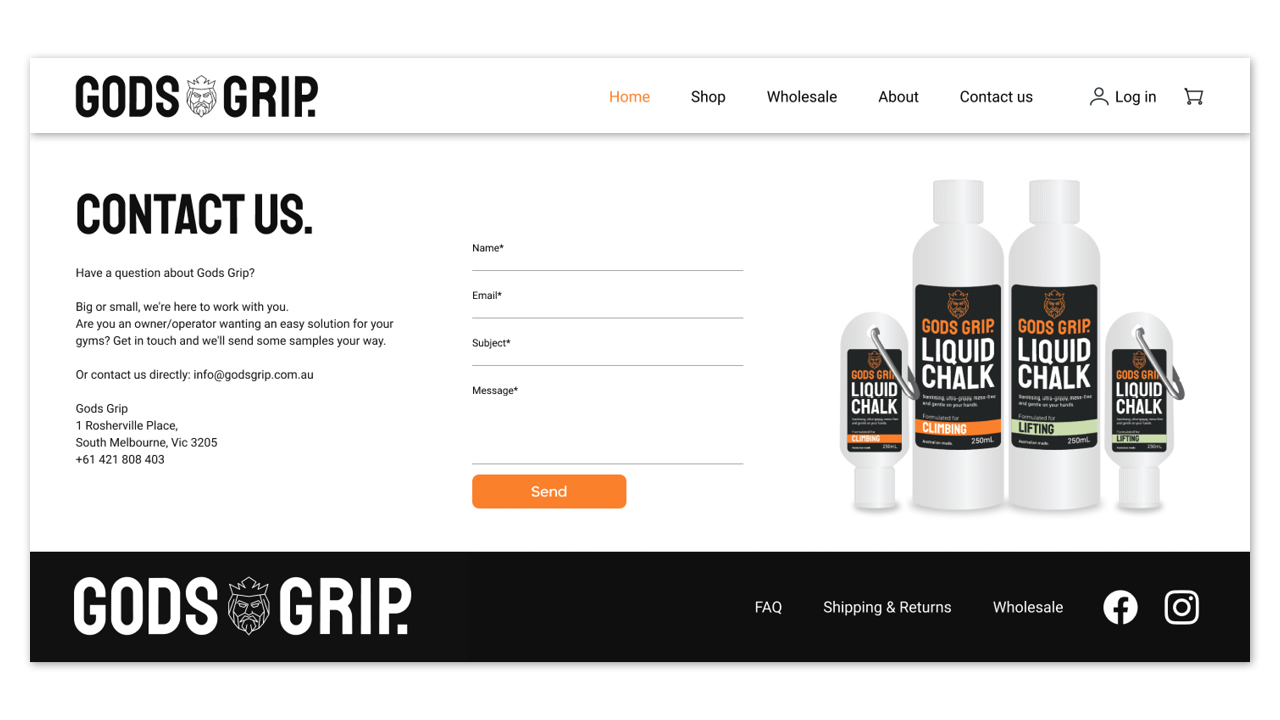 GODS GRIP.
Home
Shop
Wholesale
About
Contact us
Log in
CONTACT US.
Have a question about Gods Grip?
Big or small, we're here to work with you.
Are you an owner/operator wanting an easy solution for your
gyms? Get in touch and we'll send some samples your way.
Or contact us directly: info@godsgrip.com.au
Gods Grip
1 Rosherville Place,
South Melbourne, Vic 3205
+61 421 808 403
Name*
Email*
Subject*
Message*
Send
GODS GRIP
LIQUID
CHALK
Formulated for
CLIMBING
GODS GRIP.
LIQUID
CHALK
Nourishing, ultra-grippy, mess-free
and gentle on your hands.
Formulated for
CLIMBING
Australian made.
250mL
GODS GRIP.
LIQUID
CHALK
Nourishing, ultra-grippy, mess-free
and gentle on your hands.
Formulated for
LIFTING
Australian made.
250mL
GODS GRIP
LIQUID
CHALK
Formulated for
LIFTING
GODS GRIP.
FAQ
Shipping & Returns
Wholesale